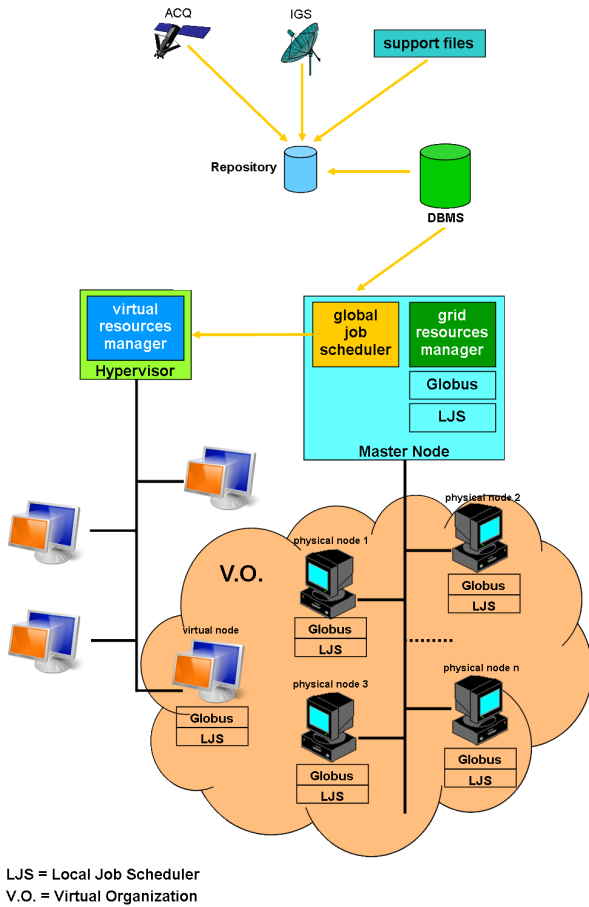 ACQ
IGS
support files
Repository
DBMS
virtual
resources
manager
Hypervisor
global
job
scheduler
grid
resources
manager
Globus
LJS
Master Node
physical node 2
Globus
LJS
physical node 1
V.O.
Globus
LJS
virtual node
Globus
LJS
physical node 3
Globus
LJS
physical node n
Globus
LJS
LJS = Local Job Scheduler
V.O. = Virtual Organization